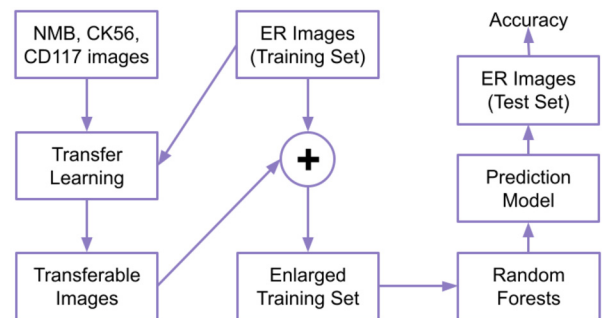 NMB, CK56,
CD117 images
ER Images
(Training Set)
Accuracy
ER Images
(Test Set)
Transfer
Learning
+
Prediction
Model
Transferable
Images
Enlarged
Training Set
Random
Forests